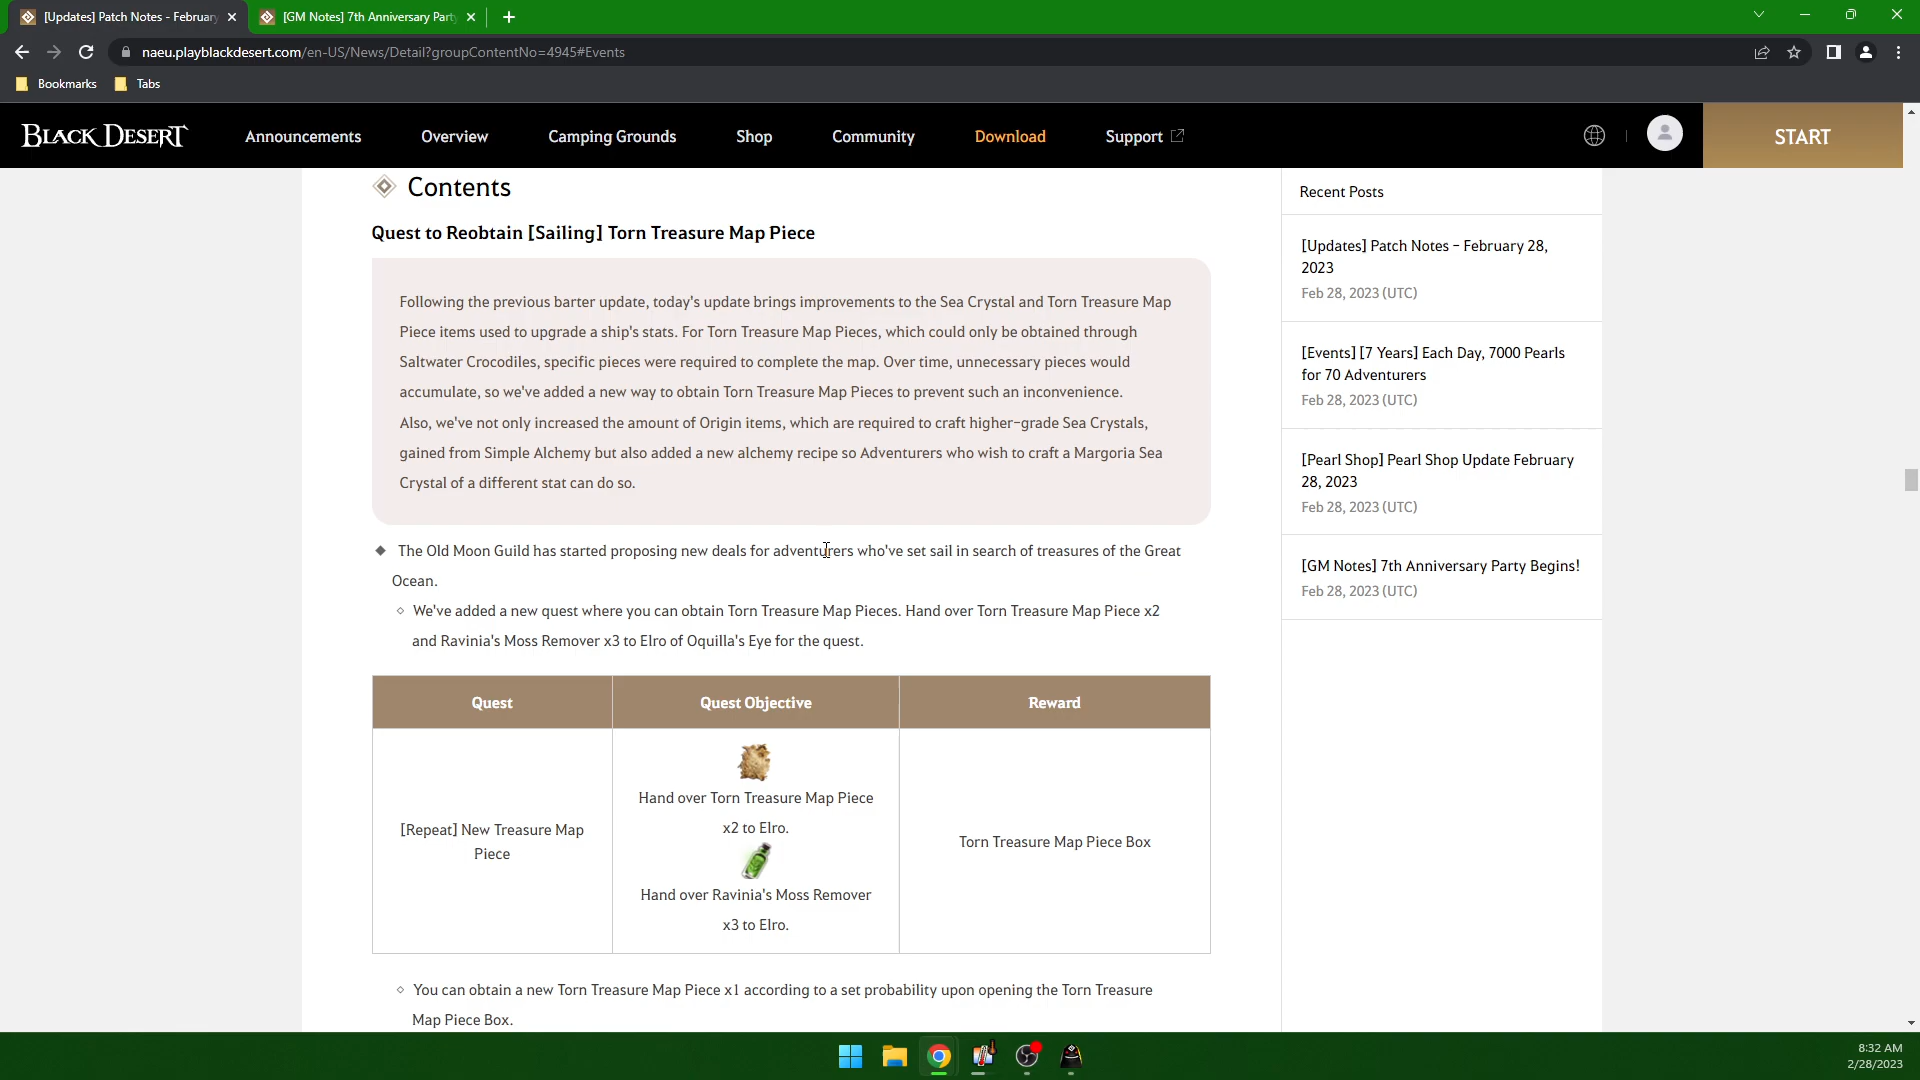 [Updates] Patch Notes - February
[GM Notes] 7th Anniversary Part
naeu.playblackdesert.com/en-US/News/Detail?groupContentNo=4945#Events
Bookmarks
Tabs
BLACK DESERT
Announcements
Overview
Camping Grounds
Shop
Community
Download
Support
START
Contents
Quest to Reobtain [Sailing] Torn Treasure Map Piece
Following the previous barter update, today's update brings improvements to the Sea Crystal and Torn Treasure Map
Piece items used to upgrade a ship's stats. For Torn Treasure Map Pieces, which could only be obtained through
Saltwater Crocodiles, specific pieces were required to complete the map. Over time, unnecessary pieces would
accumulate, so we've added a new way to obtain Torn Treasure Map Pieces to prevent such an inconvenience.
Also, we've not only increased the amount of Origin items, which are required to craft higher-grade Sea Crystals,
gained from Simple Alchemy but also added a new alchemy recipe so Adventurers who wish to craft a Margoria Sea
Crystal of a different stat can do so.
The Old Moon Guild has started proposing new deals for adventurers who've set sail in search of treasures of the Great
Ocean.
We've added a new quest where you can obtain Torn Treasure Map Pieces. Hand over Torn Treasure Map Piece x2
and Ravinia's Moss Remover x3 to Elro of Oquilla's Eye for the quest.
Quest
Quest Objective
Reward
[Repeat] New Treasure Map
Piece
Hand over Torn Treasure Map Piece
x2 to Elro.
Hand over Ravinia's Moss Remover
x3 to Elro.
Torn Treasure Map Piece Box
You can obtain a new Torn Treasure Map Piece x1 according to a set probability upon opening the Torn Treasure
Map Piece Box.
Recent Posts
[Updates] Patch Notes - February 28,
2023
Feb 28, 2023 (UTC)
[Events] [7 Years] Each Day, 7000 Pearls
for 70 Adventurers
Feb 28, 2023 (UTC)
[Pearl Shop] Pearl Shop Update February
28, 2023
Feb 28, 2023 (UTC)
[GM Notes] 7th Anniversary Party Begins!
Feb 28, 2023 (UTC)
8:32 AM
2/28/2023